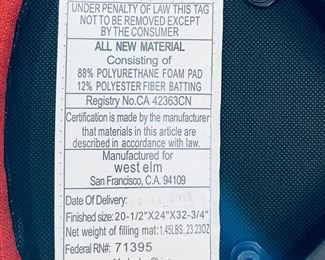 UNDER PENALTY OF LAW THIS TAG
NOT TO BE REMOVED EXCEPT
BY THE CONSUMER
ALL NEW MATERIAL
Consisting of
88% POLYURETHANE FOAM PAD
12% POLYESTER FIBER BATTING
Registry No.CA 42363CN
Certification is made by the manufacturer
that materials in this article are
described in accordance with law.
Manufactured for
west elm
San Francisco, C.A. 94109
Date Of Delivery:
Finished size: 20-1/2"X24"X32-3/4"
Net weight of filling mat: 1.45LBS,23.23OZ
Federal RN#: 71395